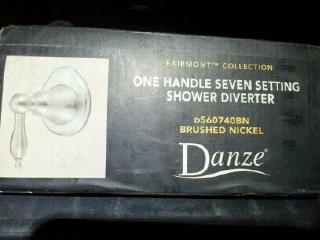 FAIRMONT™ COLLECTION
ONE HANDLE SEVEN SETTING
SHOWER DIVERTER
D560740BN
BRUSHED NICKEL
Danze®